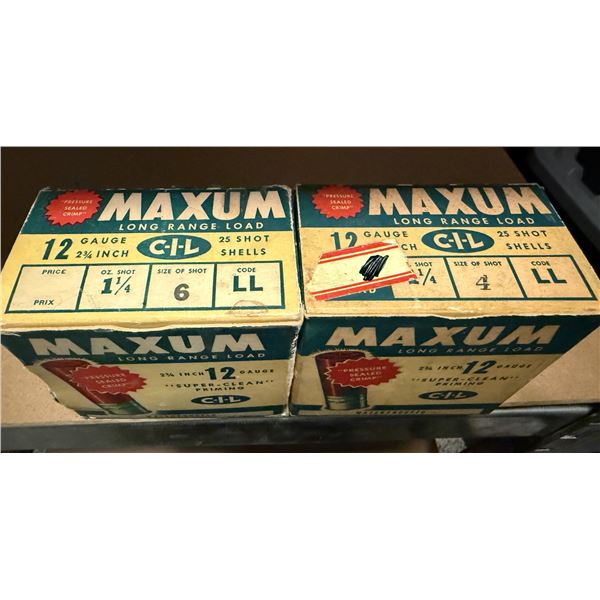 "PRESSURE
SEALED
CRIMP"
MAXUM
LONG RANGE LOAD
12 GAUGE
2¾ INCH
C-I-L
25 SHOT
SHELLS
PRICE
PRIX
OZ. SHOT
1¼
SIZE OF SHOT
6
CODE
LL
MAXUM
LONG RANGE LOAD
"PRESSURE
SEALED
CRIMP"
2¾ INCH 12 GAUGE
"SUPER-CLEAN"
PRIMING
C-I-L
"PRESSURE
SEALED
CRIMP"
MAXUM
LONG RANGE LOAD
12 GAUGE
INCH
C-I-L
25 SHOT
SHELLS
SHOT
1¼
SIZE OF SHOT
4
CODE
LL
MAXUM
LONG RANGE LOAD
"PRESSURE
SEALED
CRIMP"
2¾ INCH 12 GAUGE
"SUPER-CLEAN"
PRIMING
C-I-L